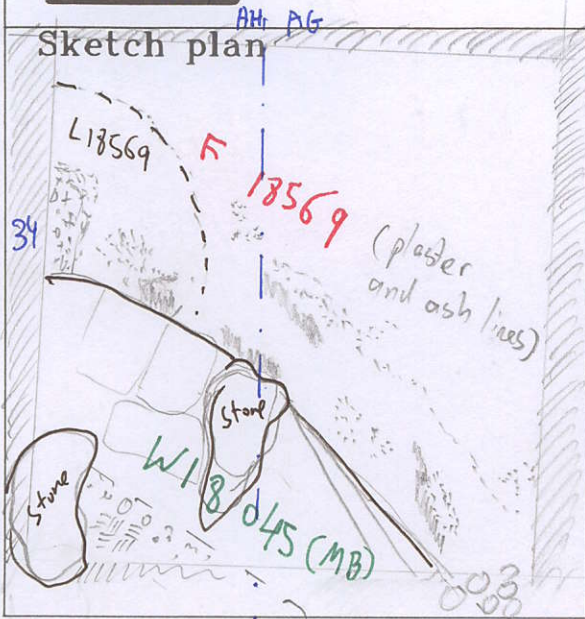 AH AG
Sketch plan
L18569
F 18569
34
(plaster
and ash lines)
stone
stone
W18045 (MB)